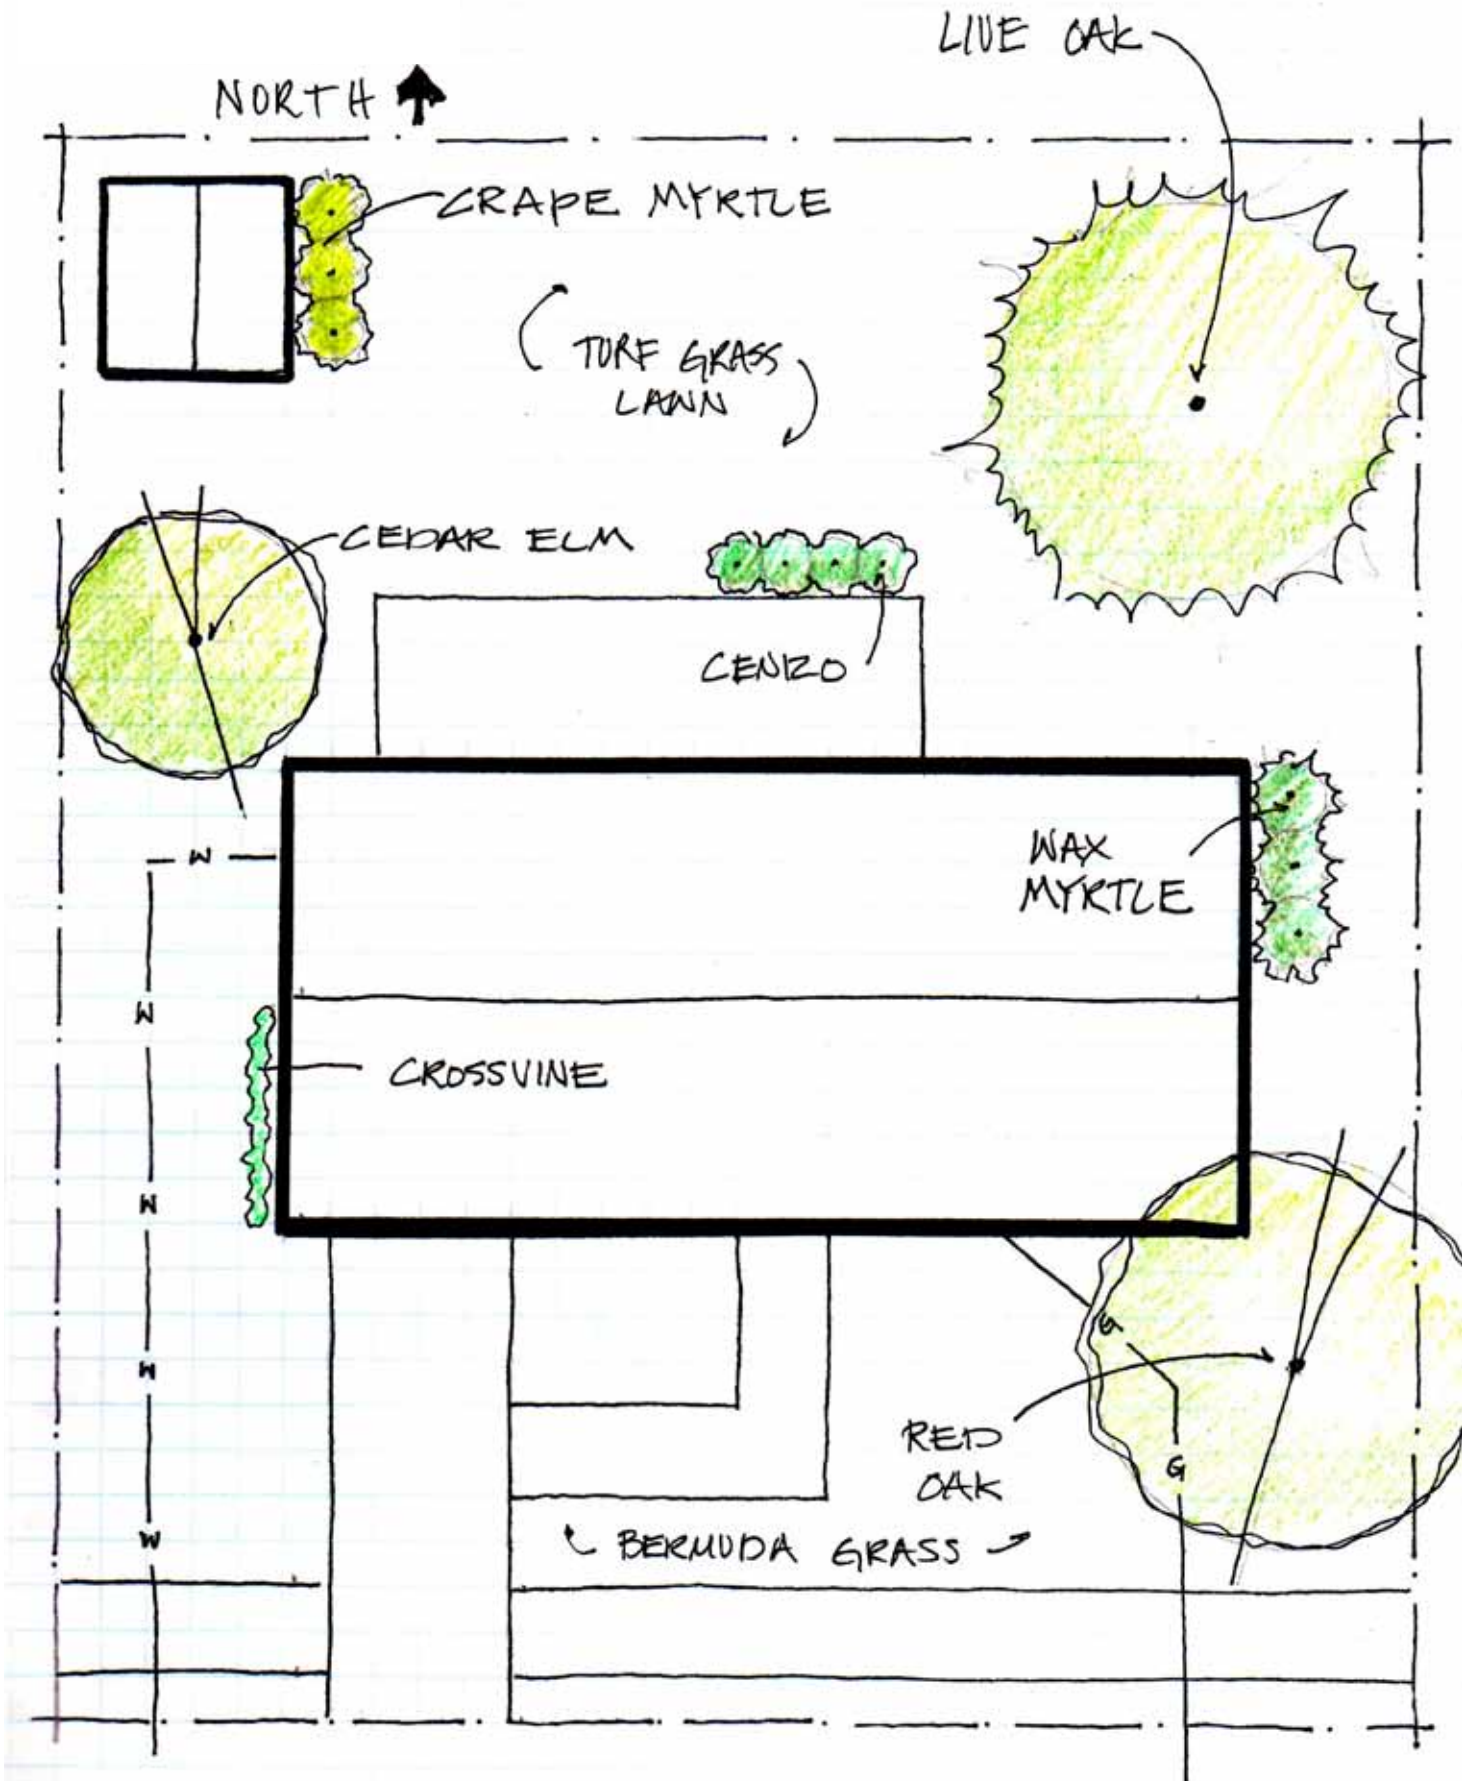 LIVE OAK
NORTH
CRAPE MYRTLE
TURF GRASS
LAWN
CEDAR ELM
CENIZO
W
WAX
MYRTLE
W
CROSSVINE
W
G
W
RED
OAK
G
W
BERMUDA GRASS